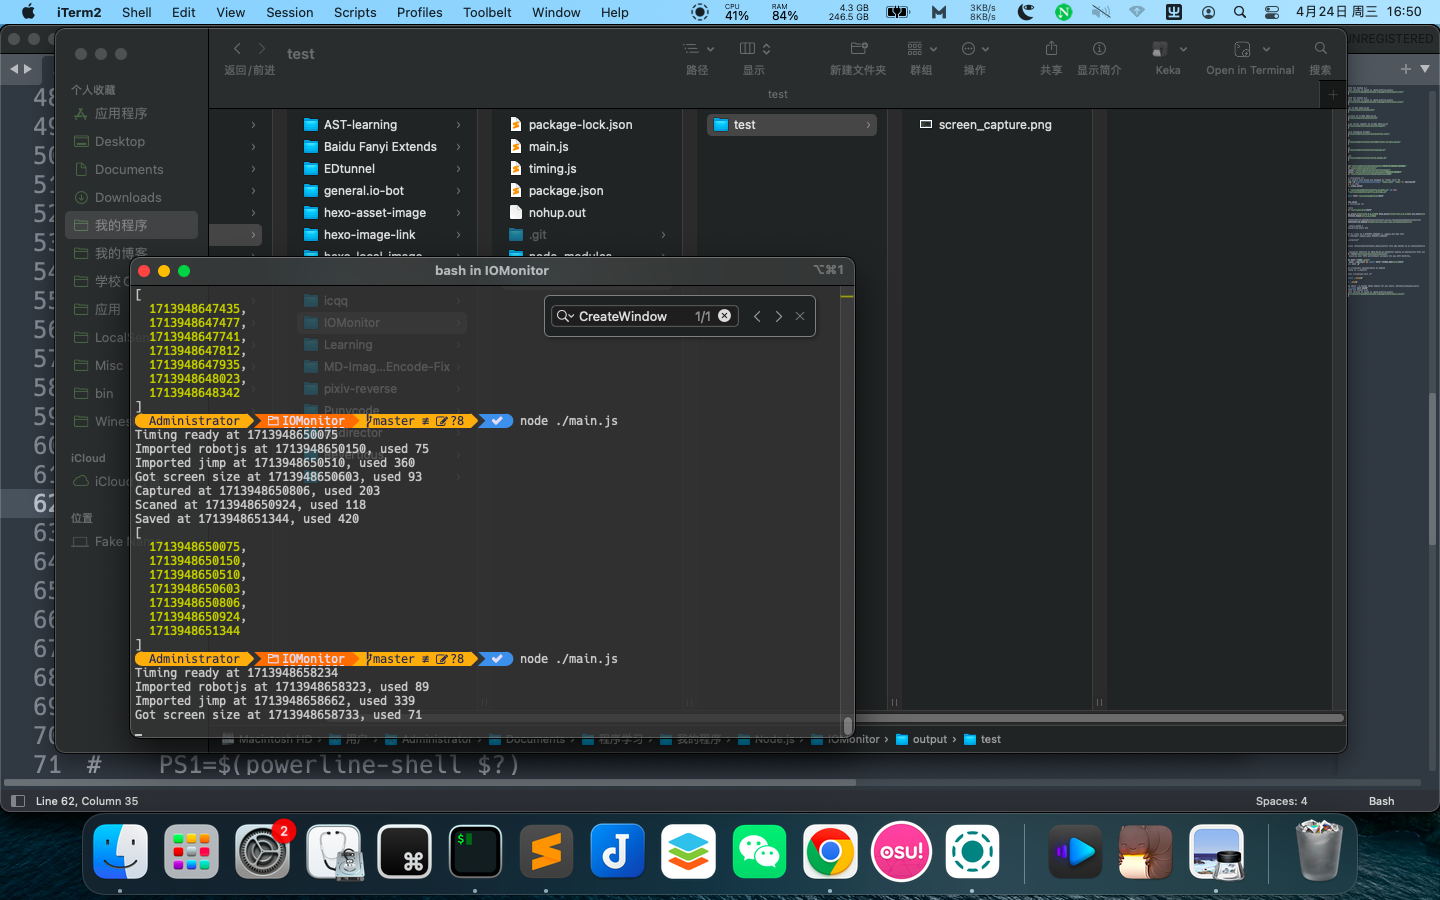 iTerm2 Shell Edit View Session Scripts Profiles Toolbelt Window Help
CPU 41% RAM 84% 4.3 GB 246.5 GB 3KB/s 8KB/s 4月24日 周三 16:50
UNREGISTERED
test
返回/前进 路径 显示 新建文件夹 群组 操作 共享 显示简介 Keka Open in Terminal 搜索
test
个人收藏
应用程序
Desktop
Documents
Downloads
我的程序
我的博客
应用
Misc
bin
iCloud
位置
AST-learning
Baidu Fanyi Extends
EDtunnel
general.io-bot
hexo-asset-image
hexo-image-link
hexo-local-image
icqq
IOMonitor
Learning
MD-Imag...Encode-Fix
pixiv-reverse
Punycode
package-lock.json
main.js
timing.js
package.json
nohup.out
.git
node_modules
test
screen_capture.png
bash in IOMonitor ⌥⌘1
CreateWindow 1/1
[
1713948647435,
1713948647477,
1713948647741,
1713948647812,
1713948647935,
1713948648023,
1713948648342
]
Administrator IOMonitor master ≢ ?8 ✔ node ./main.js
Timing ready at 1713948650075
Imported robotjs at 1713948650150, used 75
Imported jimp at 1713948650510, used 360
Got screen size at 1713948650603, used 93
Captured at 1713948650806, used 203
Scaned at 1713948650924, used 118
Saved at 1713948651344, used 420
[
1713948650075,
1713948650150,
1713948650510,
1713948650603,
1713948650806,
1713948650924,
1713948651344
]
Administrator IOMonitor master ≢ ?8 ✔ node ./main.js
Timing ready at 1713948658234
Imported robotjs at 1713948658323, used 89
Imported jimp at 1713948658662, used 339
Got screen size at 1713948658733, used 71
Macintosh HD › 用户 › Administrator › Documents › 程序学习 › 我的程序 › Node.js › IOMonitor › output › test
48
49
50
51
52
53
54
55
56
57
58
59
60
61
62
63
64
65
66
67
68
69
70
71 # PS1=$(powerline-shell $?)
Line 62, Column 35 Spaces: 4 Bash
2
$
osu!